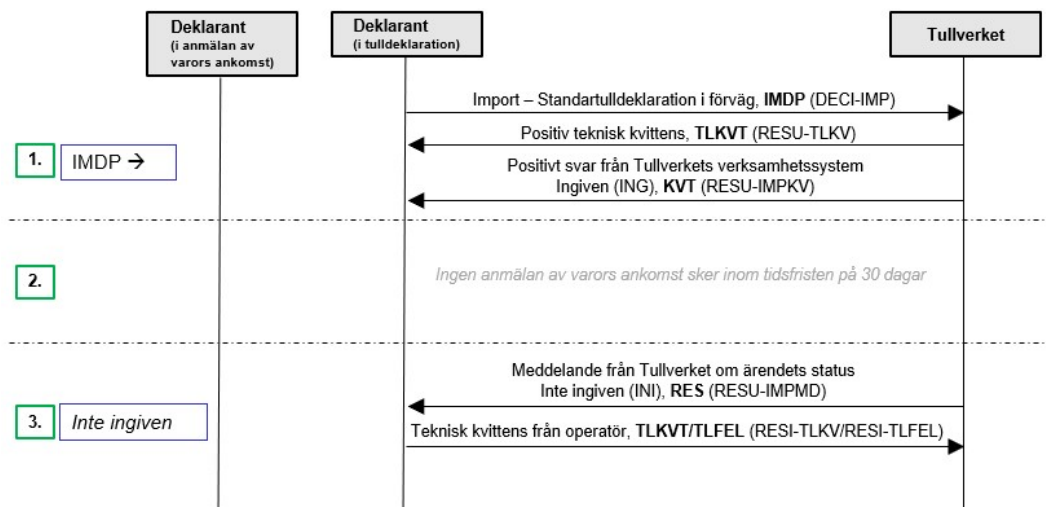 Deklarant
(i anmälan av
varors ankomst)
Deklarant
(i tulldeklaration)
Tullverket
Import – Standartulldeklaration i förväg, IMDP (DECI-IMP)
Positiv teknisk kvittens, TLKVT (RESU-TLKV)
1.
IMDP →
Positivt svar från Tullverkets verksamhetssystem
Ingiven (ING), KVT (RESU-IMPKV)
2.
Ingen anmälan av varors ankomst sker inom tidsfristen på 30 dagar
Meddelande från Tullverket om ärendets status
Inte ingiven (INI), RES (RESU-IMPMD)
3.
Inte ingiven
Teknisk kvittens från operatör, TLKVT/TLFEL (RESI-TLKV/RESI-TLFEL)